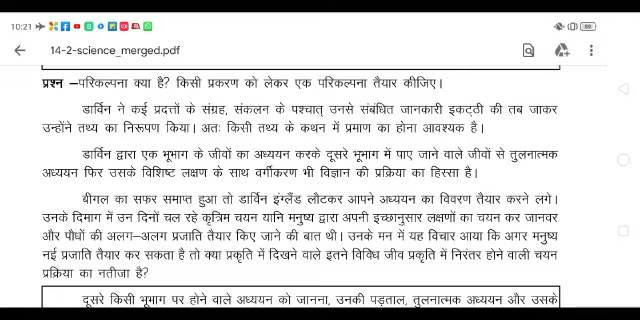 10:21
89
14-2-science_merged.pdf
प्रश्न –परिकल्पना क्या है? किसी प्रकरण को लेकर एक परिकल्पना तैयार कीजिए।
डार्विन ने कई प्रदत्तों के संग्रह, संकलन के पश्चात् उनसे संबंधित जानकारी इकट्ठी की तब जाकर
उन्होंने तथ्य का निरूपण किया। अतः किसी तथ्य के कथन में प्रमाण का होना आवश्यक है।
डार्विन द्वारा एक भूभाग के जीवों का अध्ययन करके दूसरे भूभाग में पाए जाने वाले जीवों से तुलनात्मक
अध्ययन फिर उसके विशिष्ट लक्षण के साथ वर्गीकरण भी विज्ञान की प्रक्रिया का हिस्सा है।
बीगल का सफर समाप्त हुआ तो डार्विन इंग्लैंड लौटकर आपने अध्ययन का विवरण तैयार करने लगे।
उनके दिमाग में उन दिनों चल रहे कृत्रिम चयन यानि मनुष्य द्वारा अपनी इच्छानुसार लक्षणों का चयन कर जानवर
और पौधों की अलग–अलग प्रजाति तैयार किए जाने की बात थी। उनके मन में यह विचार आया कि अगर मनुष्य
नई प्रजाति तैयार कर सकता है तो क्या प्रकृति में दिखने वाले इतने विविध जीव प्रकृति में निरंतर होने वाली चयन
प्रक्रिया का नतीजा है?
दूसरे किसी भूभाग पर होने वाले अध्ययन को जानना, उनकी पड़ताल, तुलनात्मक अध्ययन और उसके